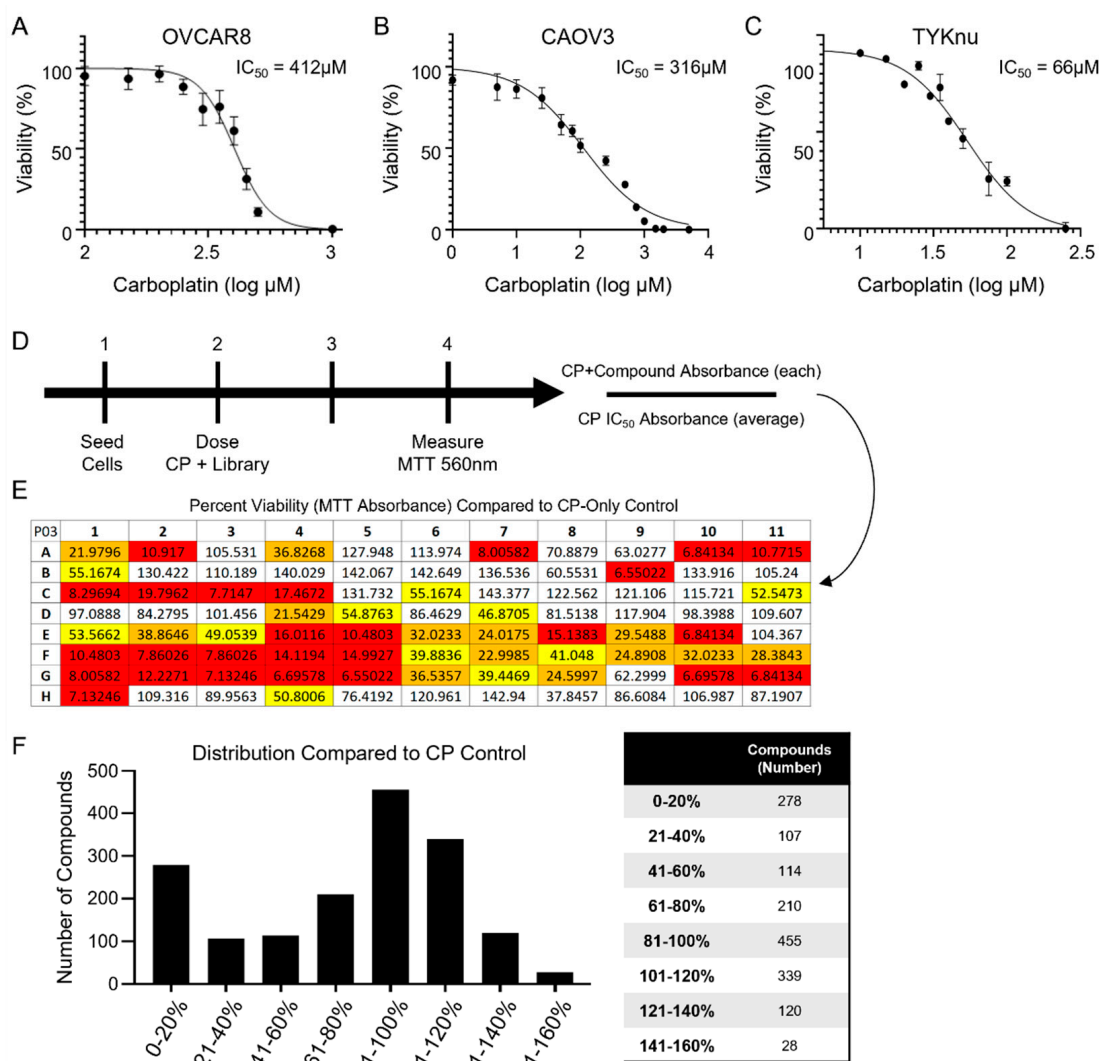 A
OVCAR8
IC50 = 412µM
Viability (%)
100
50
0
2
2.5
3
Carboplatin (log µM)
B
CAOV3
IC50 = 316µM
Viability (%)
100
50
0
0
1
2
3
4
Carboplatin (log µM)
C
TYKnu
IC50 = 66µM
Viability (%)
100
50
0
1
1.5
2
2.5
Carboplatin (log µM)
D
1
2
3
4
Seed
Cells
Dose
CP + Library
Measure
MTT 560nm
CP+Compound Absorbance (each)
CP IC50 Absorbance (average)
E
Percent Viability (MTT Absorbance) Compared to CP-Only Control
P03 1 2 3 4 5 6 7 8 9 10 11
A 21.9796 10.917 105.531 36.8268 127.948 113.974 8.00582 70.8879 63.0277 6.84134 10.7715
B 55.1674 130.422 110.189 140.029 142.067 142.649 136.536 60.5531 6.55022 133.916 105.24
C 8.29694 19.7962 7.7147 17.4672 131.732 55.1674 143.377 122.562 121.106 115.721 52.5473
D 97.0888 84.2795 101.456 21.5429 54.8763 86.4629 46.8705 81.5138 117.904 98.3988 109.607
E 53.5662 38.8646 49.0539 16.0116 10.4803 32.0233 24.0175 15.1383 29.5488 6.84134 104.367
F 10.4803 7.86026 7.86026 14.1194 14.9927 39.8836 22.9985 41.048 24.8908 32.0233 28.3843
G 8.00582 12.2271 7.13246 6.69578 6.55022 36.5357 39.4469 24.5997 62.2999 6.69578 6.84134
H 7.13246 109.316 89.9563 50.8006 76.4192 120.961 142.94 37.8457 86.6084 106.987 87.1907
F
Distribution Compared to CP Control
Number of Compounds
500
400
300
200
100
0
0-20%
21-40%
41-60%
61-80%
1-100%
1-120%
1-140%
1-160%
Compounds
(Number)
0-20% 278
21-40% 107
41-60% 114
61-80% 210
81-100% 455
101-120% 339
121-140% 120
141-160% 28